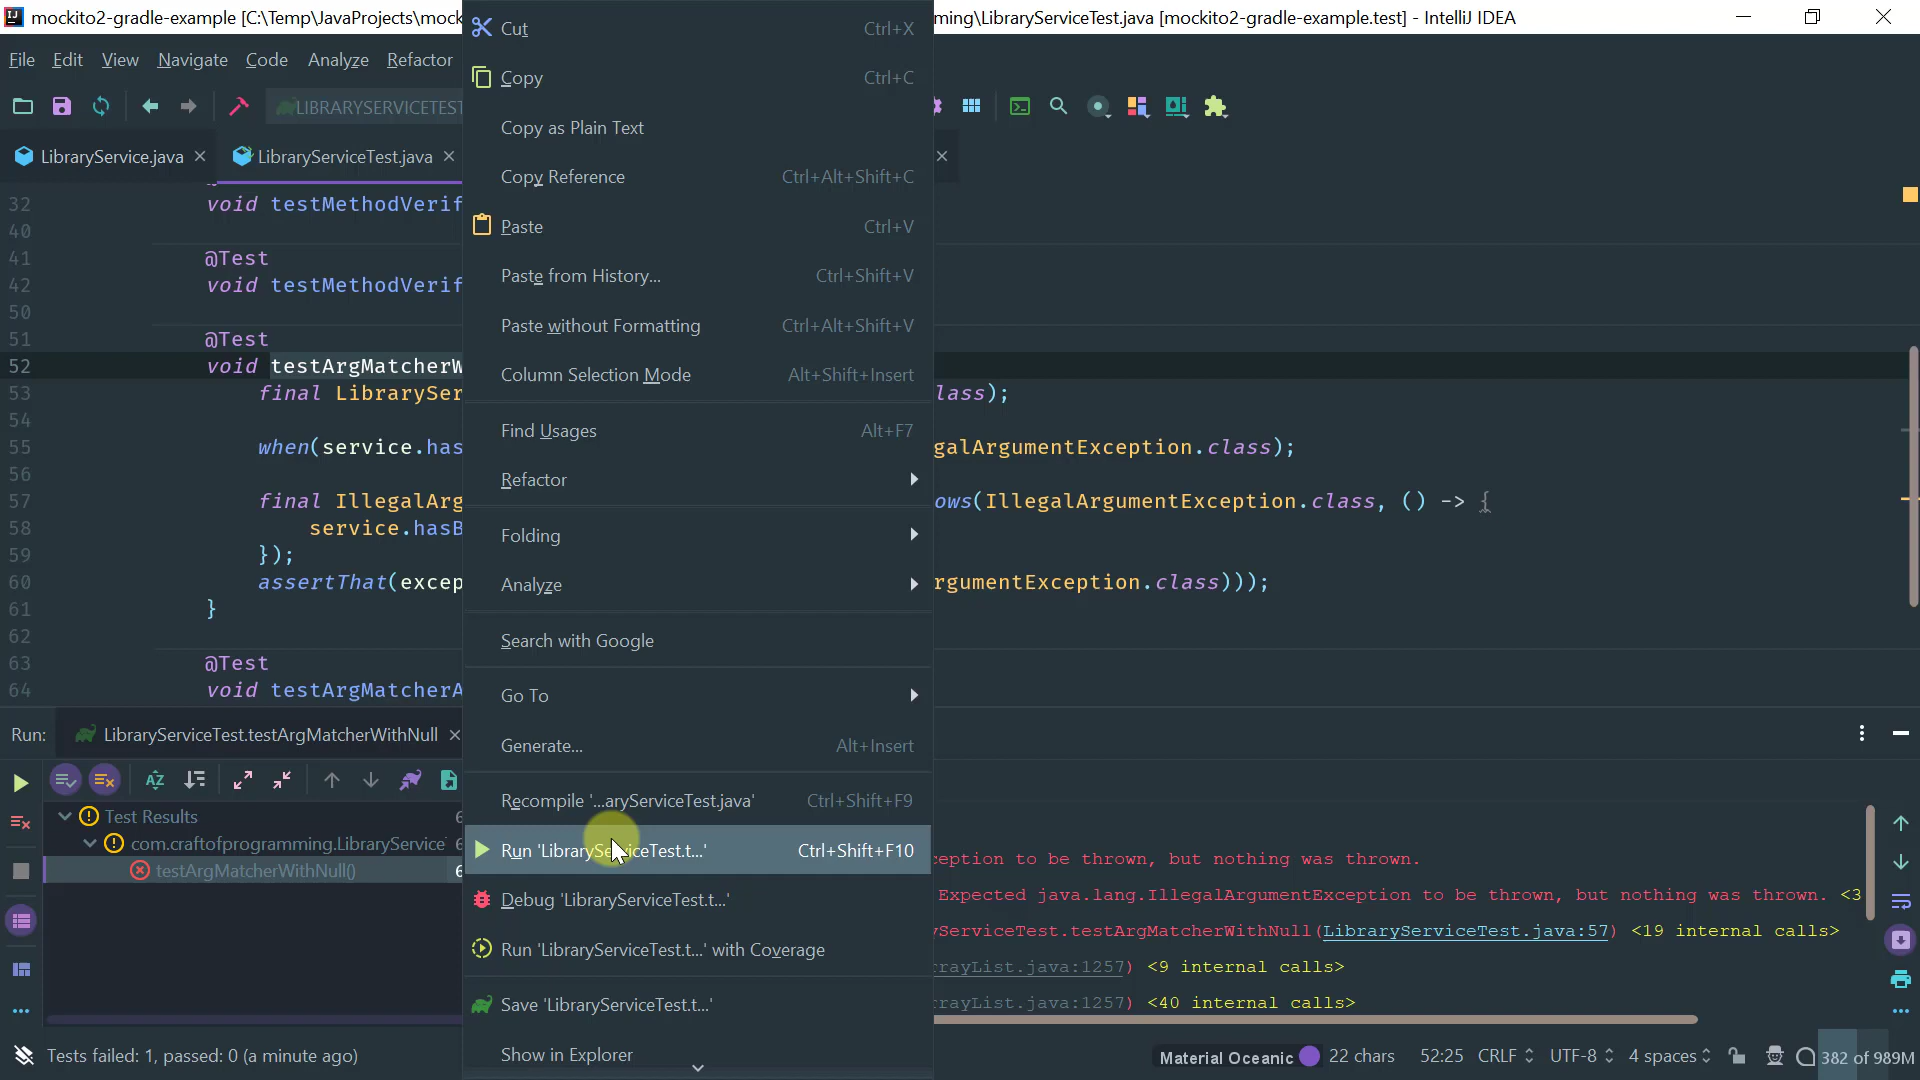 mockito2-gradle-example [C:\Temp\JavaProjects\mock
ming\LibraryServiceTest.java [mockito2-gradle-example.test] - IntelliJ IDEA
File Edit View Navigate Code Analyze Refactor
LIBRARYSERVICETEST
LibraryService.java
LibraryServiceTest.java
32 void testMethodVerif
40
41 @Test
42 void testMethodVerif
50
51 @Test
52 void testArgMatcherW
53 final LibrarySer lass);
54
55 when(service.has galArgumentException.class);
56
57 final IllegalArg ows(IllegalArgumentException.class, () -> {
58 service.hasB
59 });
60 assertThat(excep rgumentException.class)));
61 }
62
63 @Test
64 void testArgMatcherA
Cut Ctrl+X
Copy Ctrl+C
Copy as Plain Text
Copy Reference Ctrl+Alt+Shift+C
Paste Ctrl+V
Paste from History... Ctrl+Shift+V
Paste without Formatting Ctrl+Alt+Shift+V
Column Selection Mode Alt+Shift+Insert
Find Usages Alt+F7
Refactor
Folding
Analyze
Search with Google
Go To
Generate... Alt+Insert
Recompile '...aryServiceTest.java' Ctrl+Shift+F9
Run 'LibraryServiceTest.t...' Ctrl+Shift+F10
Debug 'LibraryServiceTest.t...'
Run 'LibraryServiceTest.t...' with Coverage
Save 'LibraryServiceTest.t...'
Show in Explorer
Run: LibraryServiceTest.testArgMatcherWithNull
Test Results 6
com.craftofprogramming.LibraryService 6
testArgMatcherWithNull() 6
eption to be thrown, but nothing was thrown.
Expected java.lang.IllegalArgumentException to be thrown, but nothing was thrown. <3
yServiceTest.testArgMatcherWithNull(LibraryServiceTest.java:57) <19 internal calls>
rayList.java:1257) <9 internal calls>
rayList.java:1257) <40 internal calls>
Tests failed: 1, passed: 0 (a minute ago)
Material Oceanic 22 chars 52:25 CRLF UTF-8 4 spaces 382 of 989M